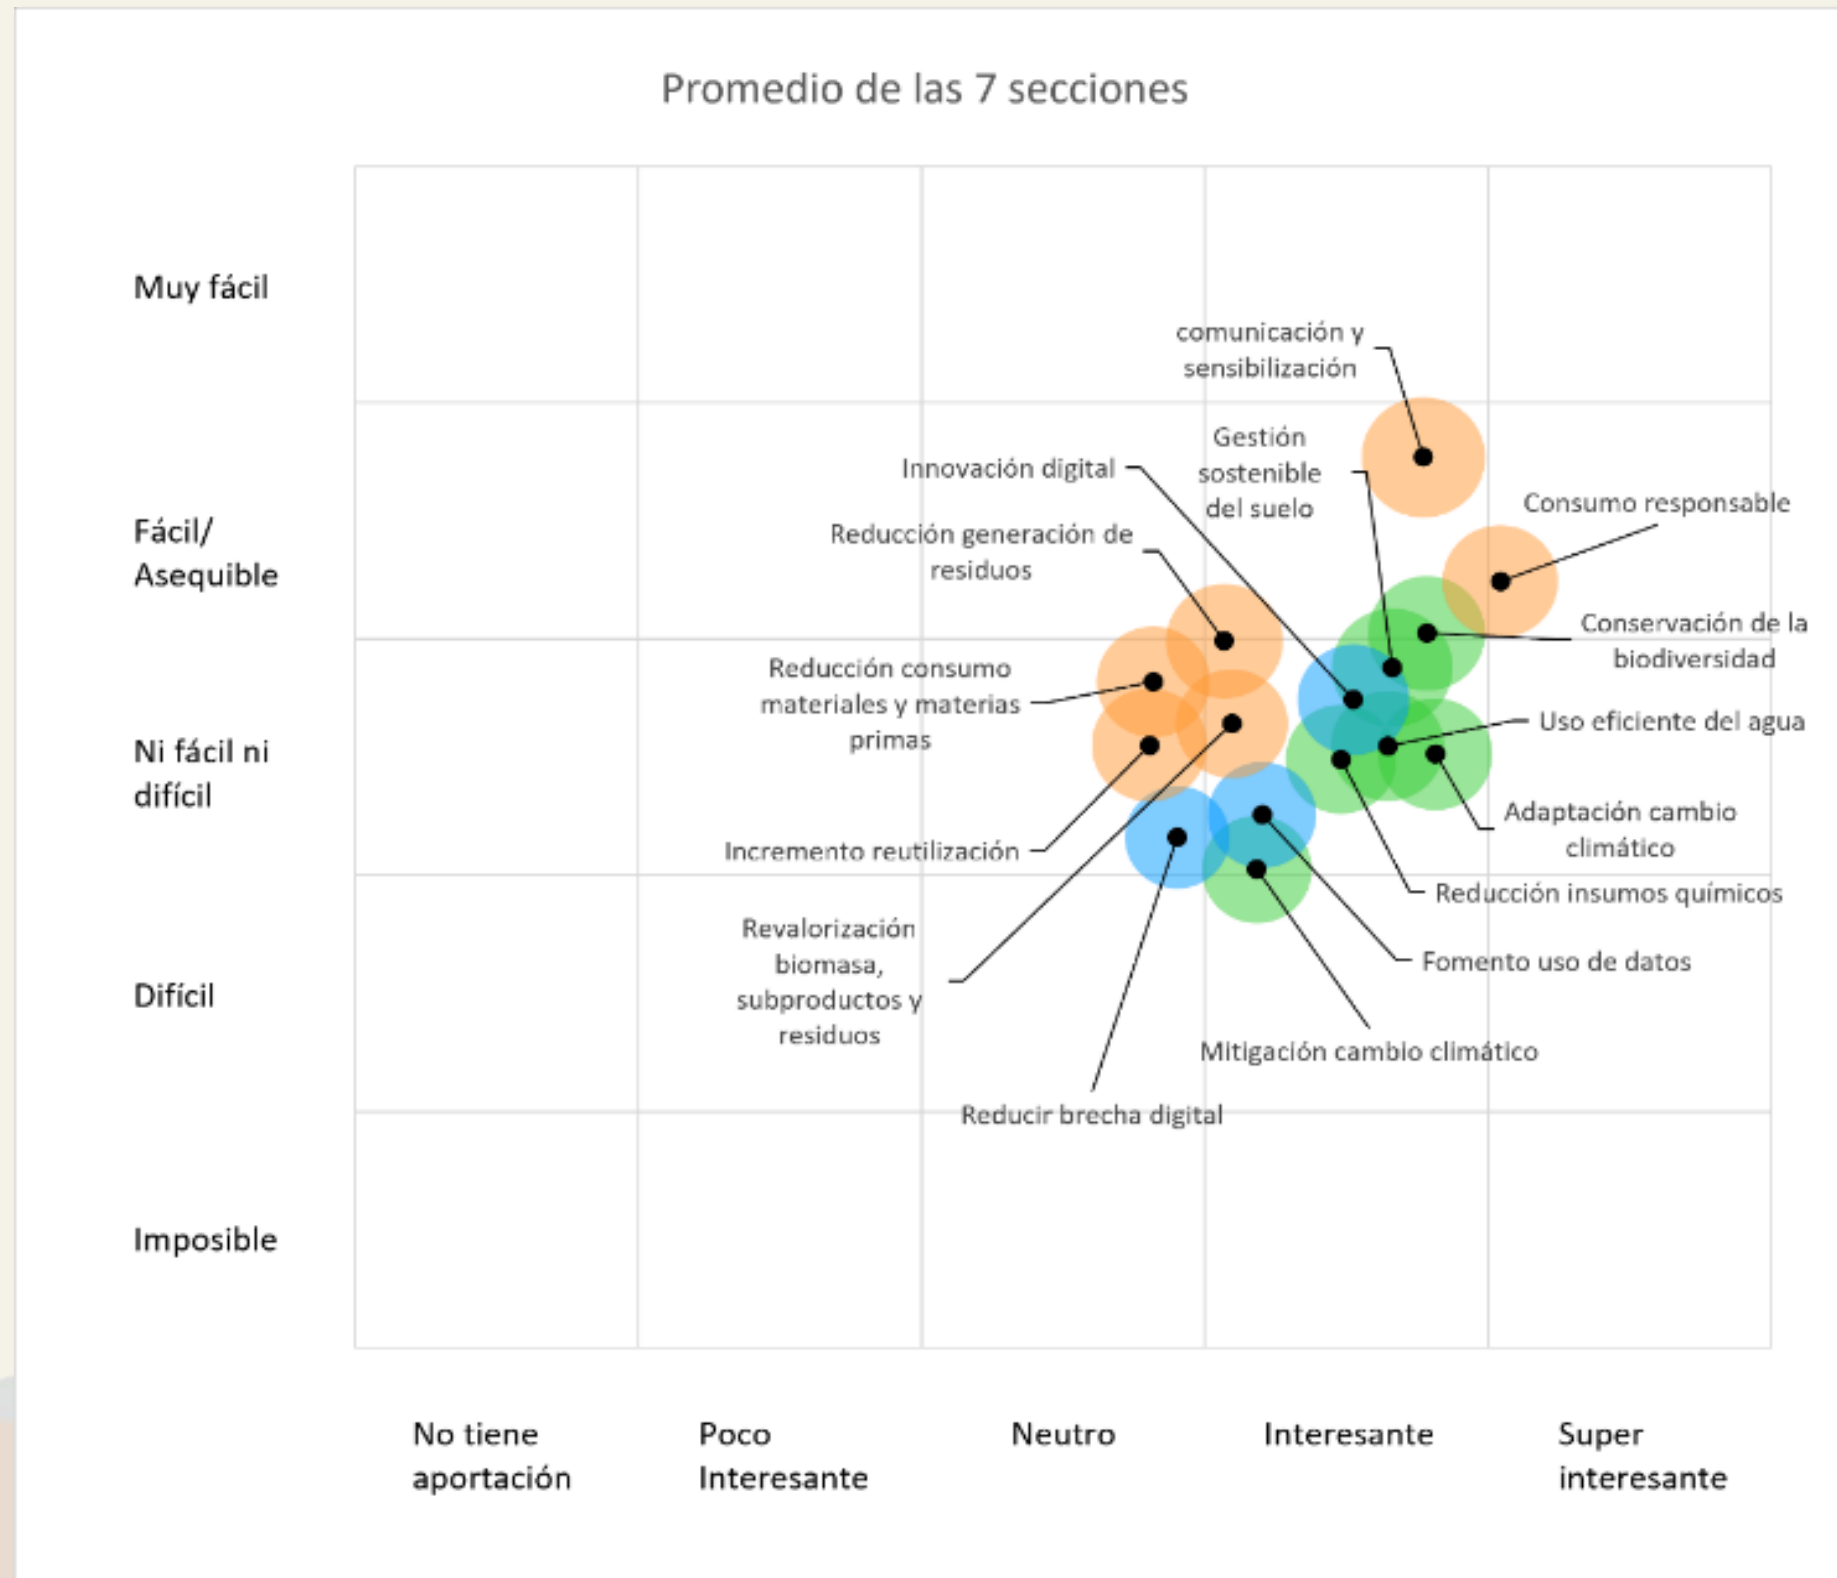 Promedio de las 7 secciones
Muy fácil
Fácil/
Asequible
Ni fácil ni
difícil
Difícil
Imposible
comunicación y
sensibilización
Gestión
sostenible
del suelo
Innovación digital
Consumo responsable
Reducción generación de
residuos
Conservación de la
biodiversidad
Reducción consumo
materiales y materias
primas
Uso eficiente del agua
Adaptación cambio
climático
Incremento reutilización
Reducción insumos químicos
Revalorización
biomasa,
subproductos y
residuos
Fomento uso de datos
Mitigación cambio climático
Reducir brecha digital
No tiene
aportación
Poco
Interesante
Neutro
Interesante
Super
interesante